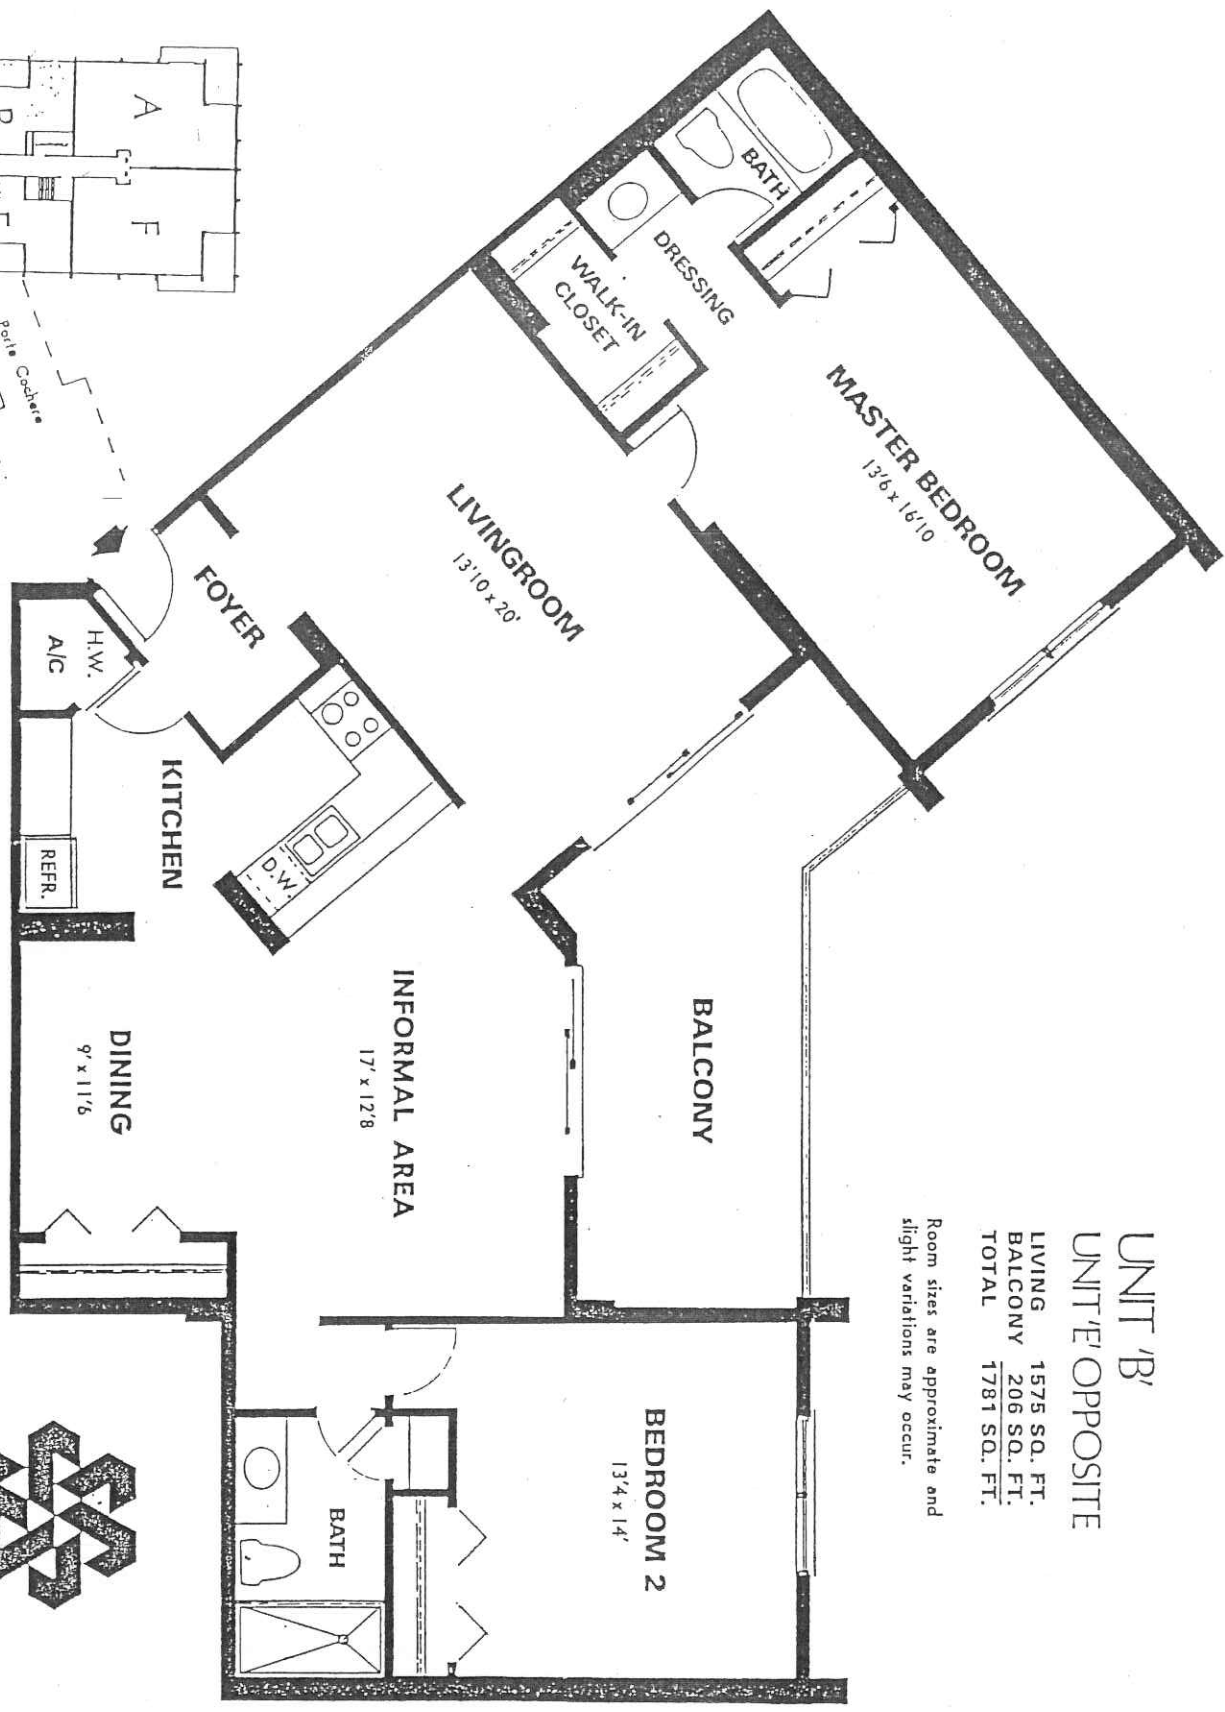 UNIT 'B'
UNIT 'E' OPPOSITE
LIVING 1575 SQ. FT.
BALCONY 206 SQ. FT.
TOTAL 1781 SQ. FT.
Room sizes are approximate and
slight variations may occur.
MASTER BEDROOM
13'6 x 16'10
BATH
DRESSING
WALK-IN
CLOSET
LIVINGROOM
13'10 x 20'
BALCONY
BEDROOM 2
13'4 x 14'
INFORMAL AREA
17' x 12'8
BATH
FOYER
H.W.
A/C
KITCHEN
D.W.
REFR.
DINING
9' x 11'6
A
F
Porte Cochere